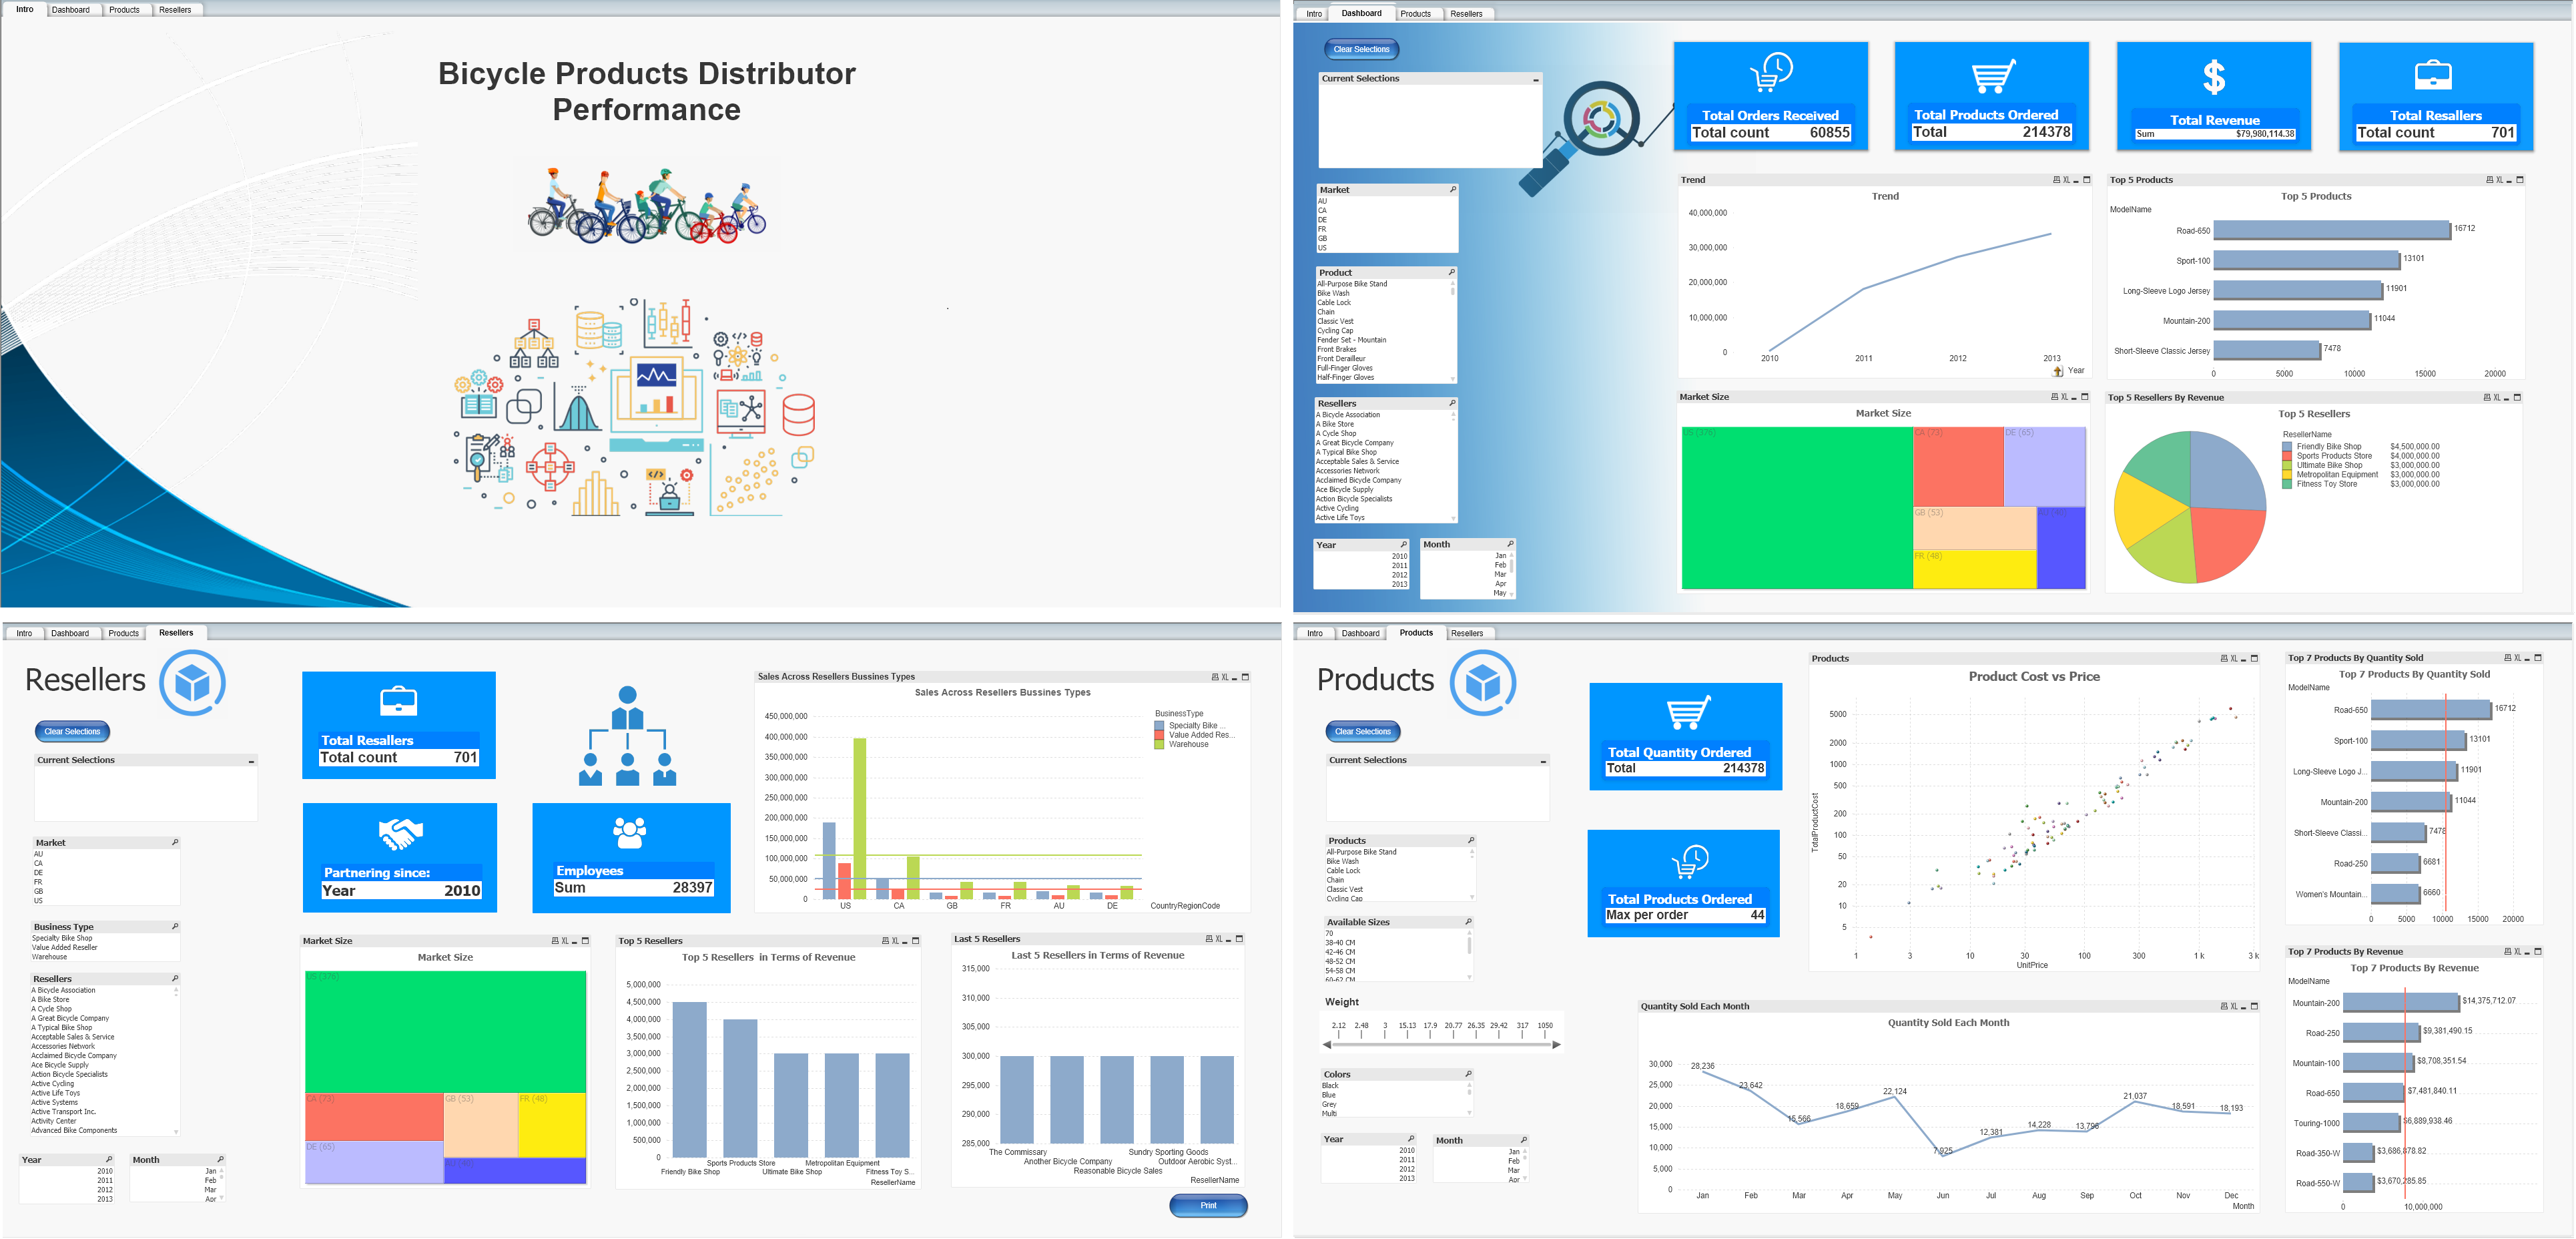 Intro Dashboard Products Resellers
Bicycle Products Distributor
Performance
Intro Dashboard Products Resellers
Clear Selections
Current Selections
Market
AU
CA
DE
FR
GB
US
Product
All-Purpose Bike Stand
Bike Wash
Cable Lock
Chain
Classic Vest
Cycling Cap
Fender Set - Mountain
Front Brakes
Front Derailleur
Full-Finger Gloves
Half-Finger Gloves
Resellers
A Bicycle Association
A Bike Store
A Cycle Shop
A Great Bicycle Company
A Typical Bike Shop
Acceptable Sales & Service
Accessories Network
Acclaimed Bicycle Company
Ace Bicycle Supply
Action Bicycle Specialists
Active Cycling
Active Life Toys
Year
2010
2011
2012
2013
Month
Jan
Feb
Mar
Apr
May
Total Orders Received
Total count 60855
Total Products Ordered
Total 214378
Total Revenue
Sum $79,980,114.38
Total Resallers
Total count 701
Trend XL
Trend
40,000,000
30,000,000
20,000,000
10,000,000
0
2010 2011 2012 2013
Year
Top 5 Products XL
Top 5 Products
ModelName
Road-650 16712
Sport-100 13101
Long-Sleeve Logo Jersey 11901
Mountain-200 11044
Short-Sleeve Classic Jersey 7478
0 5000 10000 15000 20000
Market Size XL
Market Size
US (376) CA (73) DE (65)
GB (53)
FR (48)
Top 5 Resellers By Revenue XL
Top 5 Resellers
ResellerName
Friendly Bike Shop $4,500,000.00
Sports Products Store $4,000,000.00
Ultimate Bike Shop $3,000,000.00
Metropolitan Equipment $3,000,000.00
Fitness Toy Store $3,000,000.00
Intro Dashboard Products Resellers
Resellers
Clear Selections
Current Selections
Market
AU
CA
DE
FR
GB
US
Business Type
Specialty Bike Shop
Value Added Reseller
Warehouse
Resellers
A Bicycle Association
A Bike Store
A Cycle Shop
A Great Bicycle Company
A Typical Bike Shop
Acceptable Sales & Service
Accessories Network
Acclaimed Bicycle Company
Ace Bicycle Supply
Action Bicycle Specialists
Active Cycling
Active Life Toys
Active Systems
Active Transport Inc.
Activity Center
Advanced Bike Components
Year
2010
2011
2012
2013
Month
Jan
Feb
Mar
Apr
Total Resallers
Total count 701
Partnering since:
Year 2010
Employees
Sum 28397
Sales Across Resellers Bussines Types XL
Sales Across Resellers Bussines Types
450,000,000
400,000,000
350,000,000
300,000,000
250,000,000
200,000,000
150,000,000
100,000,000
50,000,000
0
US CA GB FR AU DE CountryRegionCode
BusinessType
Specialty Bike ...
Value Added Res...
Warehouse
Market Size XL
Market Size
US (376)
CA (73) GB (53) FR (48)
DE (65)
Top 5 Resellers XL
Top 5 Resellers in Terms of Revenue
5,000,000
4,500,000
4,000,000
3,500,000
3,000,000
2,500,000
2,000,000
1,500,000
1,000,000
500,000
0
Sports Products Store Metropolitan Equipment
Friendly Bike Shop Ultimate Bike Shop Fitness Toy S...
ResellerName
Last 5 Resellers XL
Last 5 Resellers in Terms of Revenue
315,000
310,000
305,000
300,000
295,000
290,000
285,000
The Commissary Sundry Sporting Goods
Another Bicycle Company Outdoor Aerobic Syst...
Reasonable Bicycle Sales
ResellerName
Print
Intro Dashboard Products Resellers
Products
Clear Selections
Current Selections
Products
All-Purpose Bike Stand
Bike Wash
Cable Lock
Chain
Classic Vest
Cycling Cap
Available Sizes
70
38-40 CM
42-46 CM
48-52 CM
54-58 CM
60-62 CM
Weight
2.12 2.48 3 15.13 17.9 20.77 26.35 29.42 317 1050
Colors
Black
Blue
Grey
Multi
Year
2010
2011
2012
2013
Month
Jan
Feb
Mar
Apr
Total Quantity Ordered
Total 214378
Total Products Ordered
Max per order 44
Products XL
Product Cost vs Price
TotalProductCost
5000
2000
1000
500
200
100
50
20
10
5
1 3 10 30 100 300 1 k 3 k
UnitPrice
Quantity Sold Each Month XL
Quantity Sold Each Month
30,000
25,000
20,000
15,000
10,000
5,000
0
28,236 23,642 15,566 18,659 22,124 7,925 12,381 14,228 13,796 21,037 18,591 18,193
Jan Feb Mar Apr May Jun Jul Aug Sep Oct Nov Dec
Month
Top 7 Products By Quantity Sold XL
Top 7 Products By Quantity Sold
ModelName
Road-650 16712
Sport-100 13101
Long-Sleeve Logo J... 11901
Mountain-200 11044
Short-Sleeve Classi... 7478
Road-250 6681
Women's Mountain... 6660
0 5000 10000 15000 20000
Top 7 Products By Revenue XL
Top 7 Products By Revenue
ModelName
Mountain-200 $14,375,712.07
Road-250 $9,381,490.15
Mountain-100 $8,708,351.54
Road-650 $7,481,840.11
Touring-1000 $6,889,938.46
Road-350-W $3,686,878.82
Road-550-W $3,670,285.85
0 10,000,000